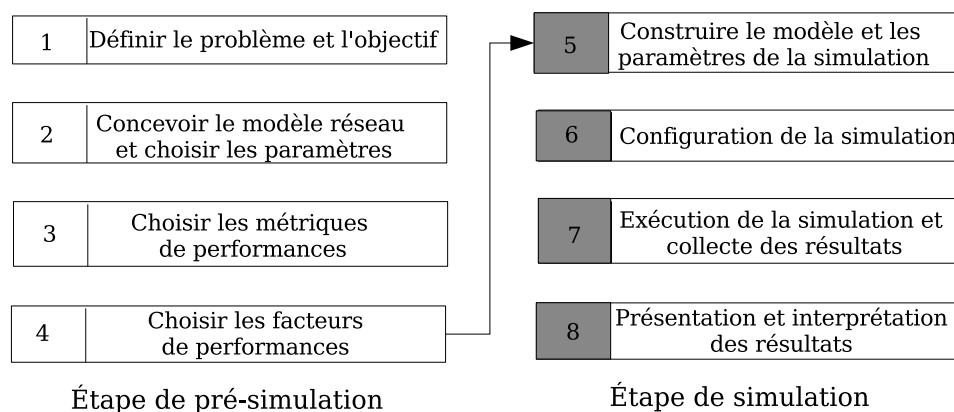 1
Définir le problème et l'objectif
2
Concevoir le modèle réseau
et choisir les paramètres
3
Choisir les métriques
de performances
4
Choisir les facteurs
de performances
Étape de pré-simulation
5
Construire le modèle et les
paramètres de la simulation
6
Configuration de la simulation
7
Exécution de la simulation et
collecte des résultats
8
Présentation et interprétation
des résultats
Étape de simulation